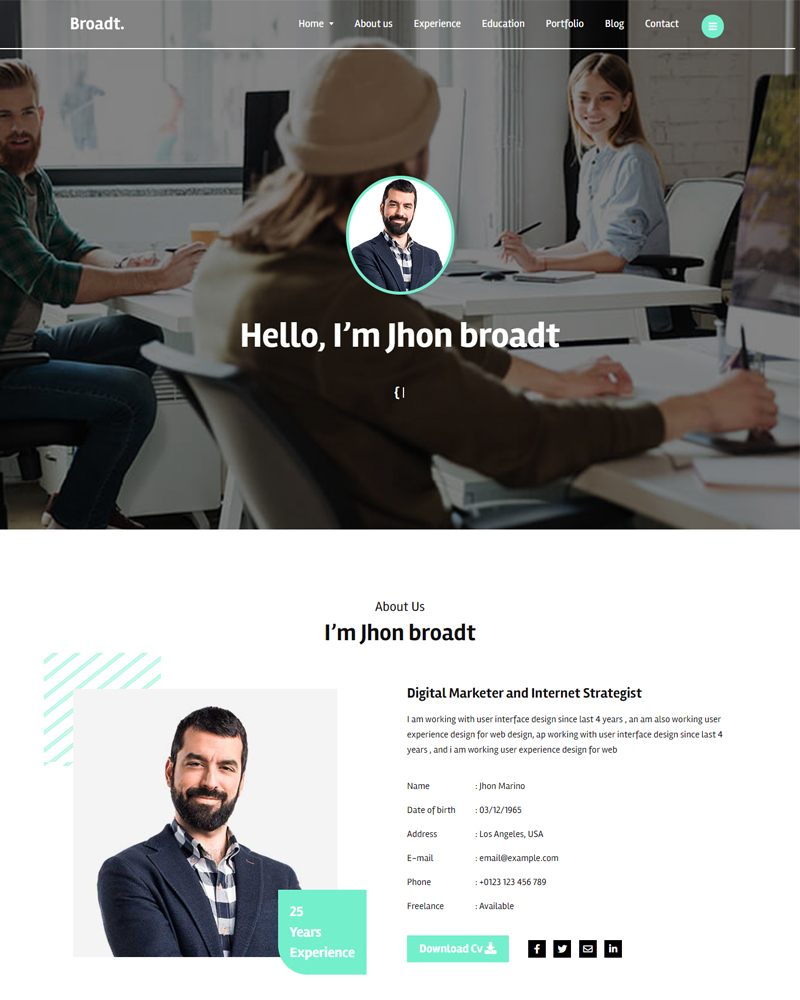 Broadt.
Home About us Experience Education Portfolio Blog Contact
Hello, I’m Jhon broadt
{ |
About Us
I’m Jhon broadt
Digital Marketer and Internet Strategist
I am working with user interface design since last 4 years , an am also working user
experience design for web design, ap working with user interface design since last 4
years , and i am working user experience design for web
Name : Jhon Marino
Date of birth : 03/12/1965
Address : Los Angeles, USA
E-mail : email@example.com
Phone : +0123 123 456 789
Freelance : Available
25
Years
Experience
Download Cv